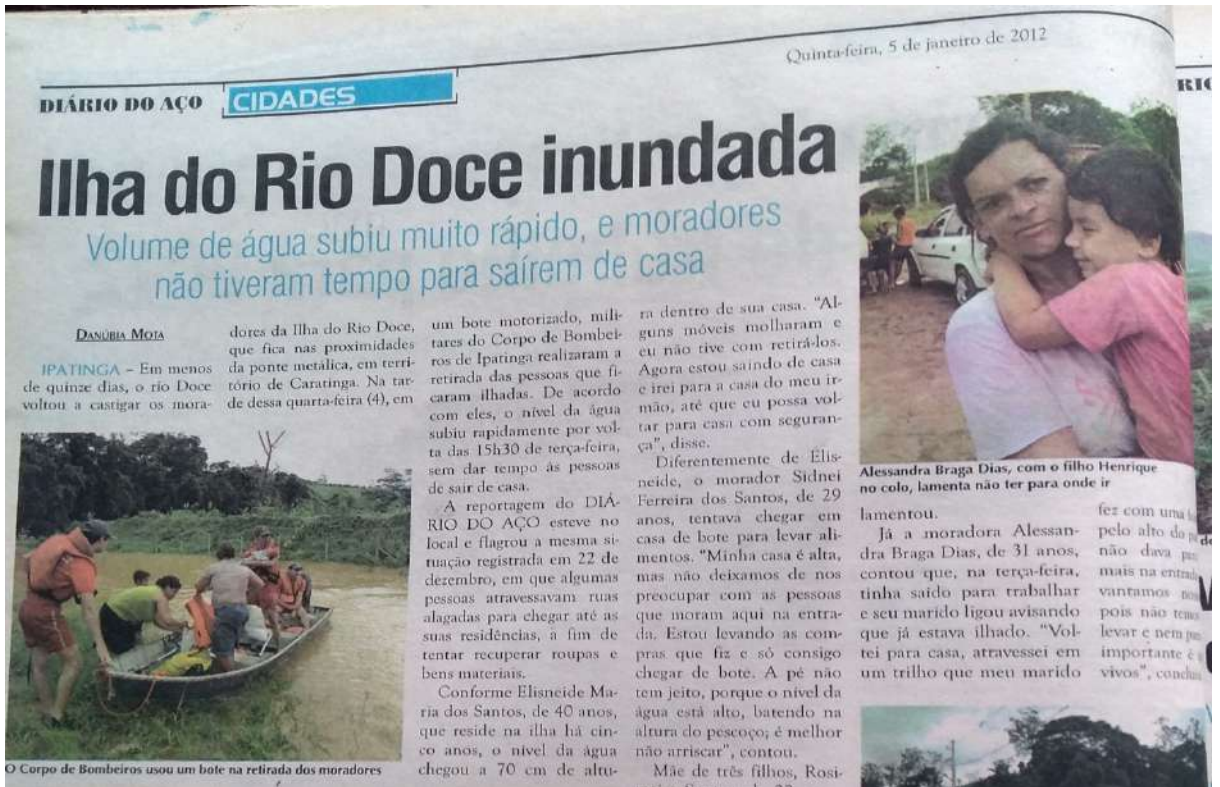 Quinta-feira, 5 de janeiro de 2012
DIÁRIO DO AÇO CIDADES
Ilha do Rio Doce inundada
Volume de água subiu muito rápido, e moradores
não tiveram tempo para saírem de casa
DANÚBIA MOTA
IPATINGA – Em menos
de quinze dias, o rio Doce
voltou a castigar os mora-
dores da Ilha do Rio Doce,
que fica nas proximidades
da ponte metálica, em terri-
tório de Caratinga. Na tar-
de dessa quarta-feira (4), em
O Corpo de Bombeiros usou um bote na retirada dos moradores
um bote motorizado, mili-
tares do Corpo de Bombei-
ros de Ipatinga realizaram a
retirada das pessoas que fi-
caram ilhadas. De acordo
com eles, o nível da água
subiu rapidamente por vol-
ta das 15h30 de terça-feira,
sem dar tempo às pessoas
de sair de casa.
A reportagem do DIÁ-
RIO DO AÇO esteve no
local e flagrou a mesma si-
tuação registrada em 22 de
dezembro, em que algumas
pessoas atravessavam ruas
alagadas para chegar até as
suas residências, a fim de
tentar recuperar roupas e
bens materiais.
Conforme Elisneide Ma-
ria dos Santos, de 40 anos,
que reside na ilha há cin-
co anos, o nível da água
chegou a 70 cm de altu-
ra dentro de sua casa. “Al-
guns móveis molharam e
eu não tive com retirá-los.
Agora estou saindo de casa
e irei para a casa do meu ir-
mão, até que eu possa vol-
tar para casa com seguran-
ça”, disse.
Diferentemente de Elis-
neide, o morador Sidnei
Ferreira dos Santos, de 29
anos, tentava chegar em
casa de bote para levar ali-
mentos. “Minha casa é alta,
mas não deixamos de nos
preocupar com as pessoas
que moram aqui na entra-
da. Estou levando as com-
pras que fiz e só consigo
chegar de bote. A pé não
tem jeito, porque o nível da
água está alto, batendo na
altura do pescoço; é melhor
não arriscar”, contou.
Mãe de três filhos, Rosi-
Alessandra Braga Dias, com o filho Henrique
no colo, lamenta não ter para onde ir
lamentou.
Já a moradora Alessan-
dra Braga Dias, de 31 anos,
contou que, na terça-feira,
tinha saído para trabalhar
e seu marido ligou avisando
que já estava ilhado. “Vol-
tei para casa, atravessei em
um trilho que meu marido
fez com uma
pelo alto do
não dava
mais na entrada
vantamos
pois não temos
levar e nem
importante é
vivos”,